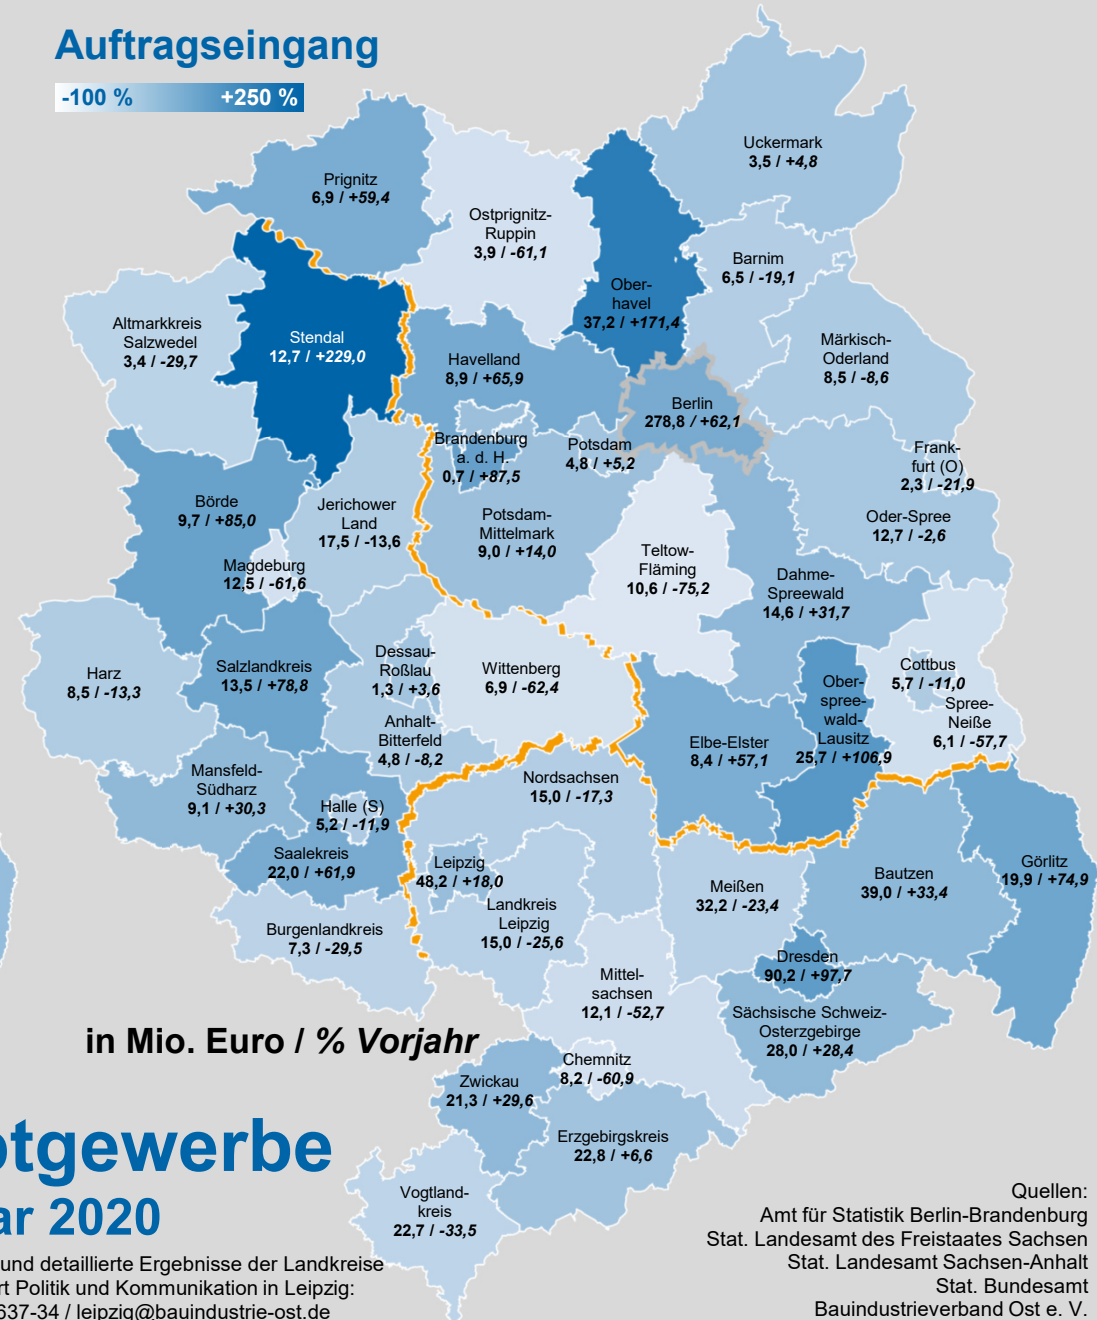 Auftragseingang
-100 %
+250 %
Uckermark
3,5 / +4,8
Prignitz
6,9 / +59,4
Ostprignitz-
Ruppin
3,9 / -61,1
Barnim
6,5 / -19,1
Ober-
havel
37,2 / +171,4
Altmarkkreis
Salzwedel
3,4 / -29,7
Stendal
12,7 / +229,0
Havelland
8,9 / +65,9
Märkisch-
Oderland
8,5 / -8,6
Berlin
278,8 / +62,1
Brandenburg
a. d. H.
0,7 / +87,5
Potsdam
4,8 / +5,2
Frank-
furt (O)
2,3 / -21,9
Börde
9,7 / +85,0
Jerichower
Land
17,5 / -13,6
Potsdam-
Mittelmark
9,0 / +14,0
Oder-Spree
12,7 / -2,6
Magdeburg
12,5 / -61,6
Teltow-
Fläming
10,6 / -75,2
Dahme-
Spreewald
14,6 / +31,7
Harz
8,5 / -13,3
Salzlandkreis
13,5 / +78,8
Dessau-
Roßlau
1,3 / +3,6
Wittenberg
6,9 / -62,4
Cottbus
5,7 / -11,0
Ober-
spree-
wald-
Lausitz
25,7 / +106,9
Spree-
Neiße
6,1 / -57,7
Anhalt-
Bitterfeld
4,8 / -8,2
Elbe-Elster
8,4 / +57,1
Mansfeld-
Südharz
9,1 / +30,3
Nordsachsen
15,0 / -17,3
Halle (S)
5,2 / -11,9
Saalekreis
22,0 / +61,9
Leipzig
48,2 / +18,0
Meißen
32,2 / -23,4
Bautzen
39,0 / +33,4
Görlitz
19,9 / +74,9
Landkreis
Leipzig
15,0 / -25,6
Burgenlandkreis
7,3 / -29,5
Dresden
90,2 / +97,7
Mittel-
sachsen
12,1 / -52,7
Sächsische Schweiz-
Osterzgebirge
28,0 / +28,4
in Mio. Euro / % Vorjahr
Chemnitz
8,2 / -60,9
Zwickau
21,3 / +29,6
Erzgebirgskreis
22,8 / +6,6
Vogtland-
kreis
22,7 / -33,5
otgewerbe
ar 2020
und detaillierte Ergebnisse der Landkreise
rt Politik und Kommunikation in Leipzig:
637-34 / leipzig@bauindustrie-ost.de
Quellen:
Amt für Statistik Berlin-Brandenburg
Stat. Landesamt des Freistaates Sachsen
Stat. Landesamt Sachsen-Anhalt
Stat. Bundesamt
Bauindustrieverband Ost e. V.